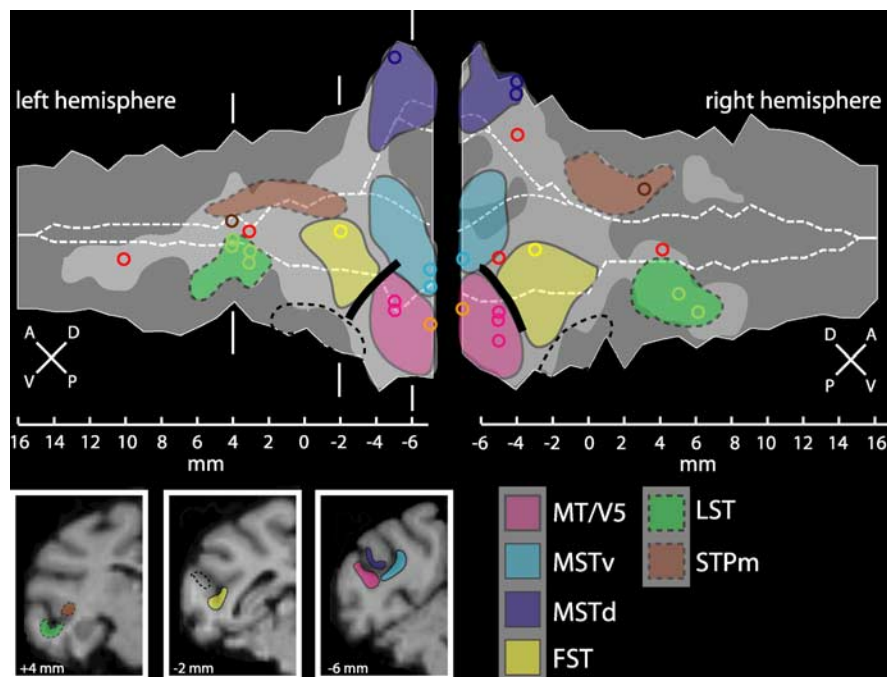 left hemisphere
right hemisphere
A D
V P
D A
P V
16 14 12 10 8 6 4 2 0 -2 -4 -6
mm
-6 -4 -2 0 2 4 6 8 10 12 14 16
mm
+4 mm
-2 mm
-6 mm
MT/V5
MSTv
MSTd
FST
LST
STPm